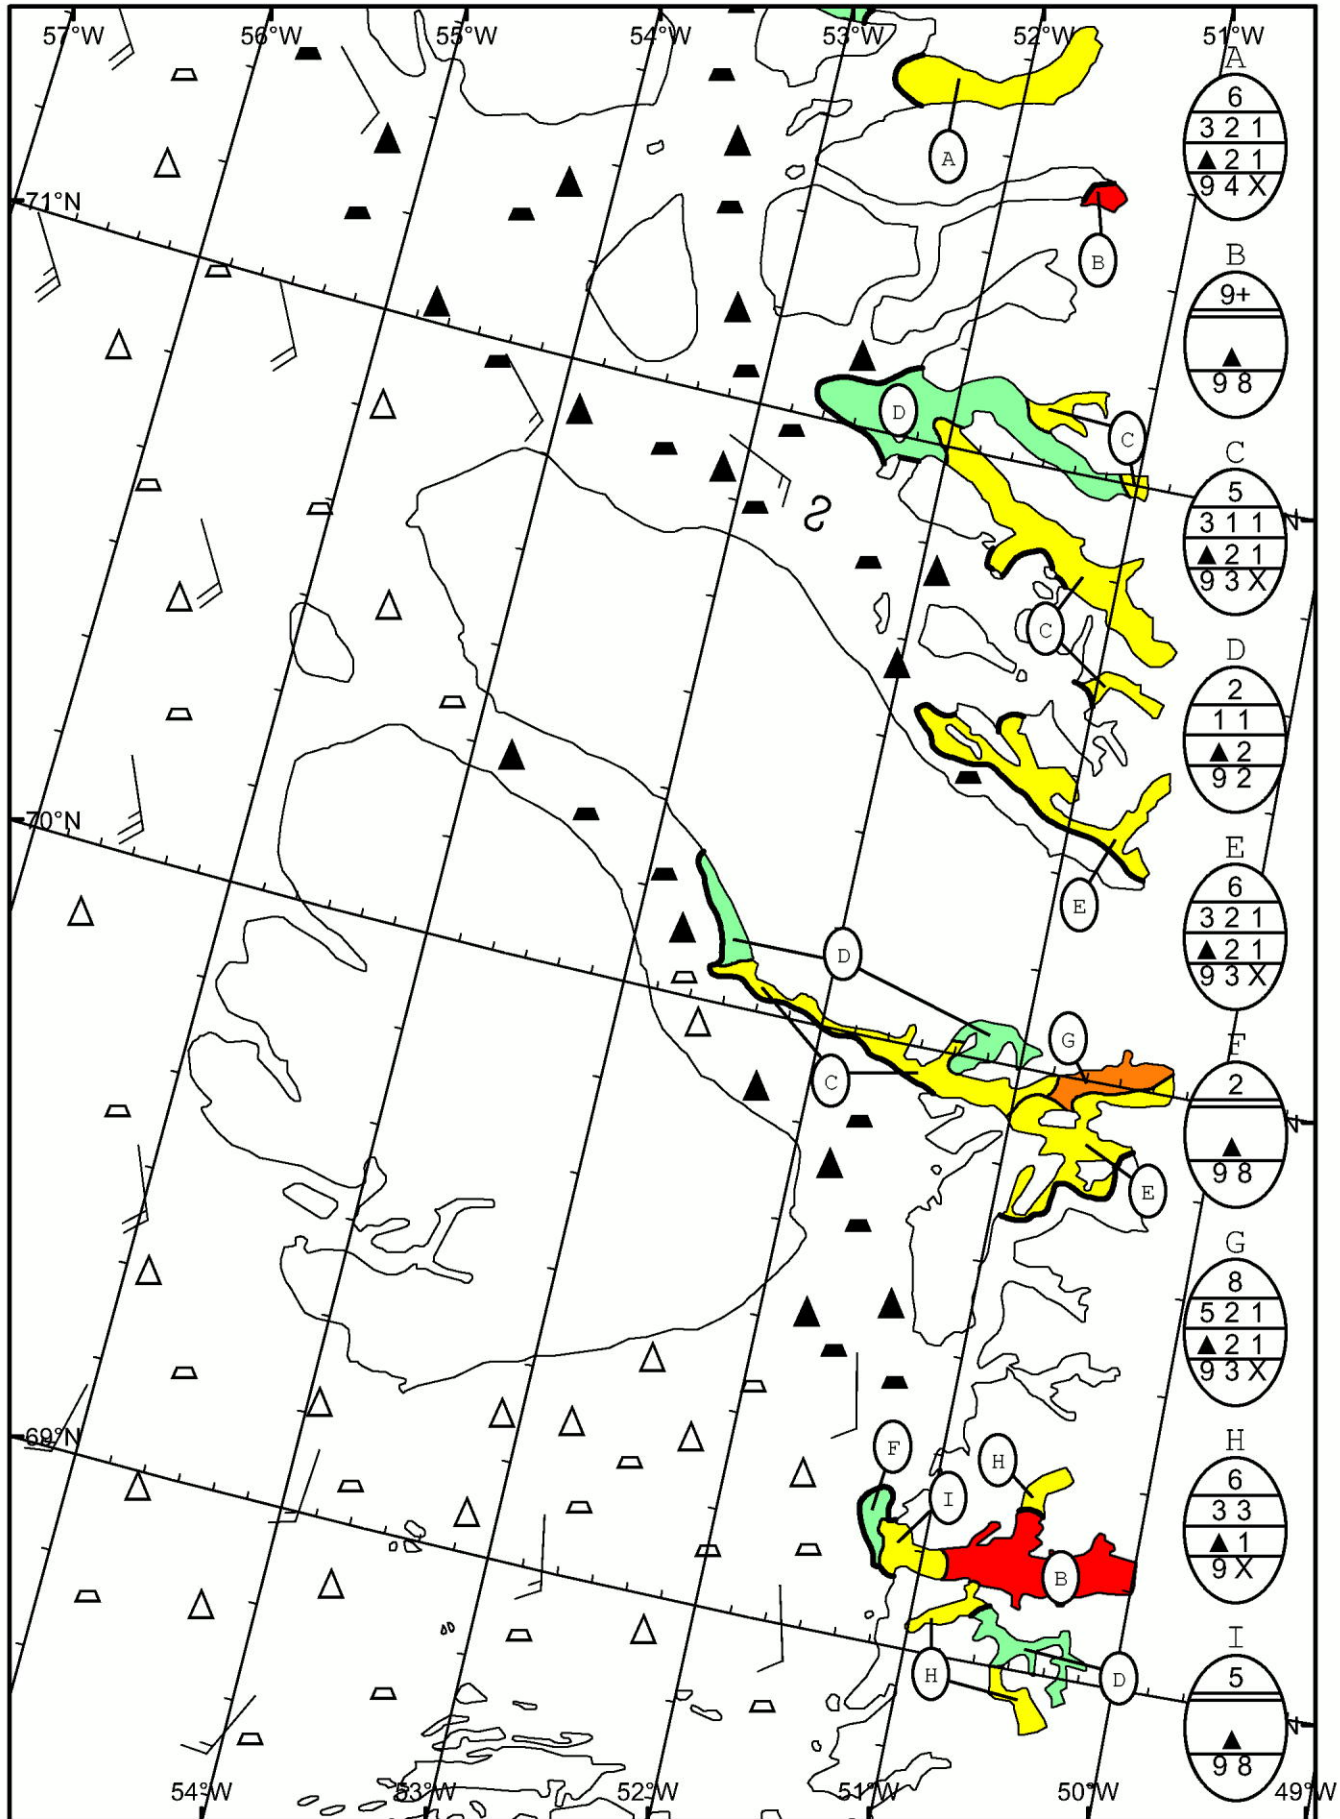 57°W 56°W 55°W 54°W 53°W 52°W 51°W
A
6
3 2 1
▲ 2 1
9 4 X
A
71°N
B
B
9+
▲
9 8
D
C
C
5
3 1 1
▲ 2 1
9 3 X
N
C
D
2
1 1
▲ 2
9 2
70°N
E
E
6
3 2 1
▲ 2 1
9 3 X
D
G
C
F
2
▲
9 8
N
E
G
8
5 2 1
▲ 2 1
9 3 X
69°N
F
H
I
B
H
6
3 3
▲ 1
9 X
H
D
I
5
▲
9 8
N
54°W 53°W 52°W 51°W 50°W 49°W